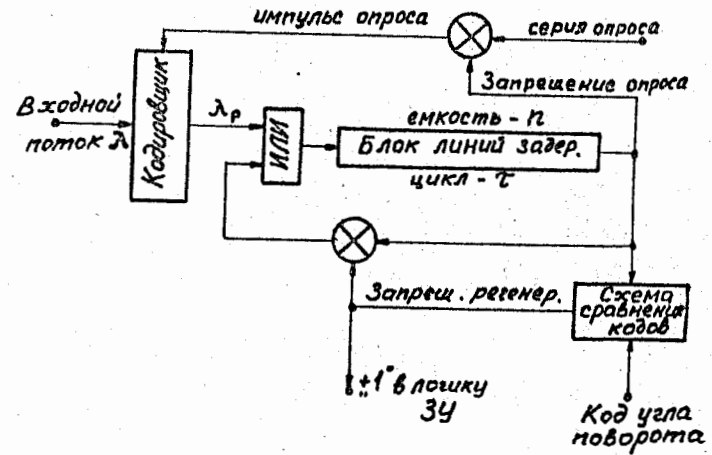 импульс опроса
серия опроса
Запрещение опроса
Входной
поток λ
Кодировщик
λр
ИЛИ
емкость - n
Блок линий задер.
цикл - τ
Запрещ. регенер.
Схема
сравнения
кодов
„±1" в логику
ЗУ
Код угла
поворота